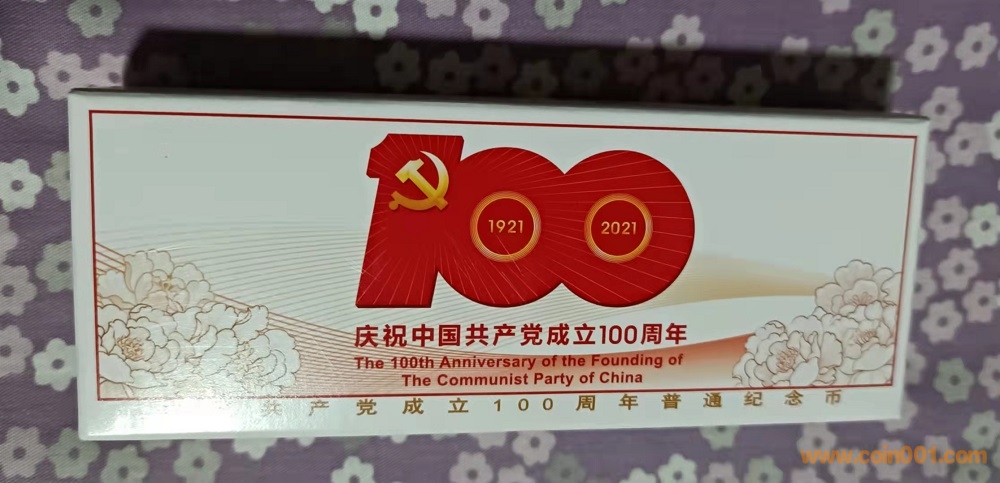 100
1921
2021
庆祝中国共产党成立100周年
The 100th Anniversary of the Founding of
The Communist Party of China
共产党成立100周年普通纪念币
www.coin001.com